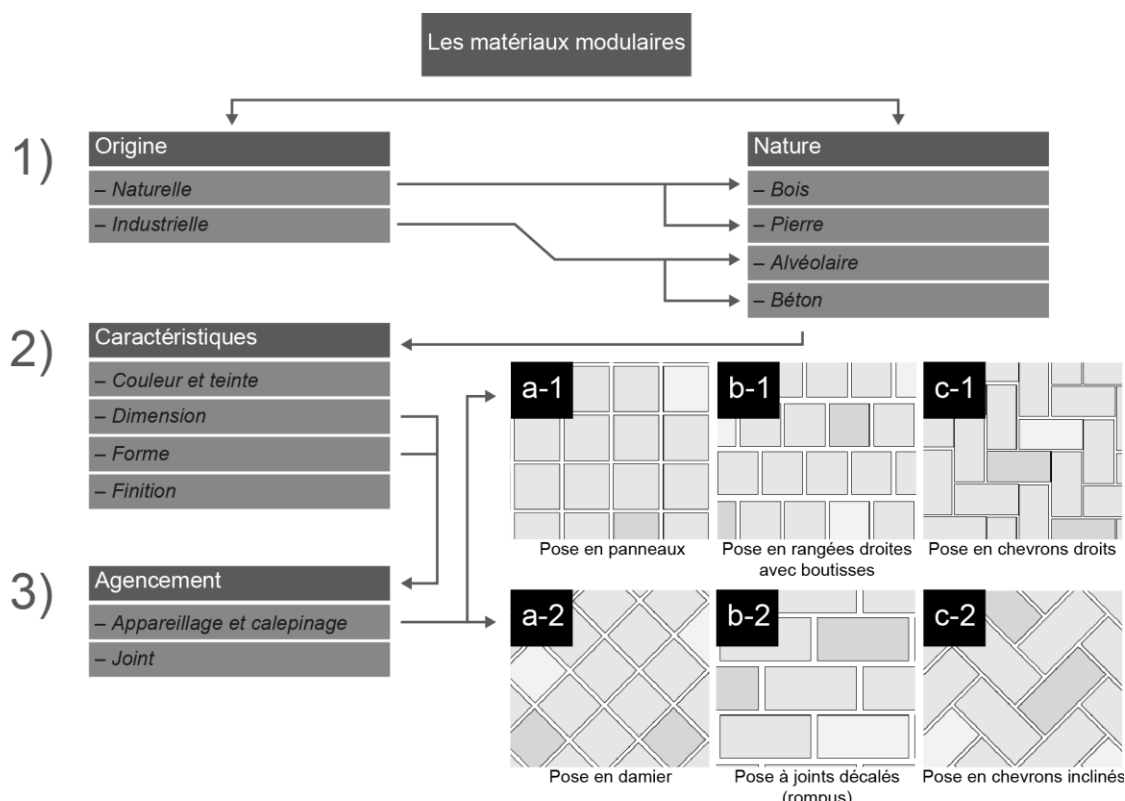 Les matériaux modulaires
1)
Origine
– Naturelle
– Industrielle
Nature
– Bois
– Pierre
– Alvéolaire
– Béton
2)
Caractéristiques
– Couleur et teinte
– Dimension
– Forme
– Finition
3)
Agencement
– Appareillage et calepinage
– Joint
a-1
Pose en panneaux
b-1
Pose en rangées droites
avec boutisses
c-1
Pose en chevrons droits
a-2
Pose en damier
b-2
Pose à joints décalés
(rompus)
c-2
Pose en chevrons inclinés